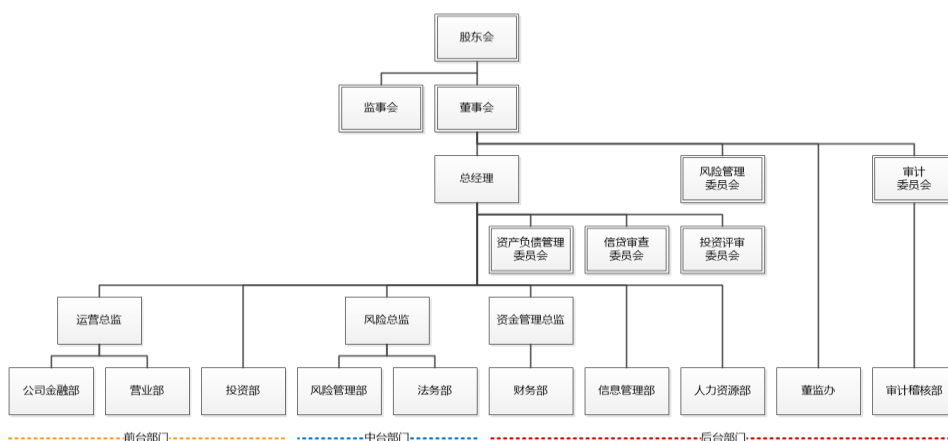 股东会
监事会
董事会
总经理
风险管理
委员会
审计
委员会
资产负债管理
委员会
信贷审查
委员会
投资评审
委员会
运营总监
风险总监
资金管理总监
公司金融部
营业部
投资部
风险管理部
法务部
财务部
信息管理部
人力资源部
董监办
审计稽核部
前台部门
中台部门
后台部门